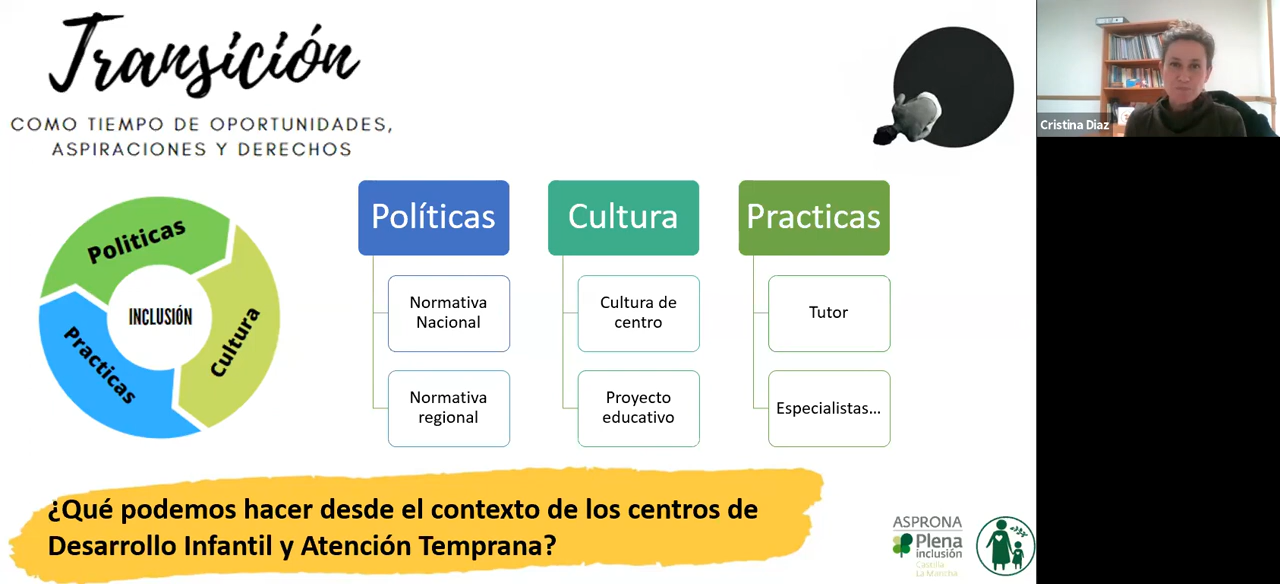 Transición
COMO TIEMPO DE OPORTUNIDADES,
ASPIRACIONES Y DERECHOS
Cristina Diaz
Politicas
INCLUSIÓN
Cultura
Practicas
Políticas
Normativa
Nacional
Normativa
regional
Cultura
Cultura de
centro
Proyecto
educativo
Practicas
Tutor
Especialistas...
¿Qué podemos hacer desde el contexto de los centros de
Desarrollo Infantil y Atención Temprana?
ASPRONA
Plena
inclusión
Castilla
La Mancha